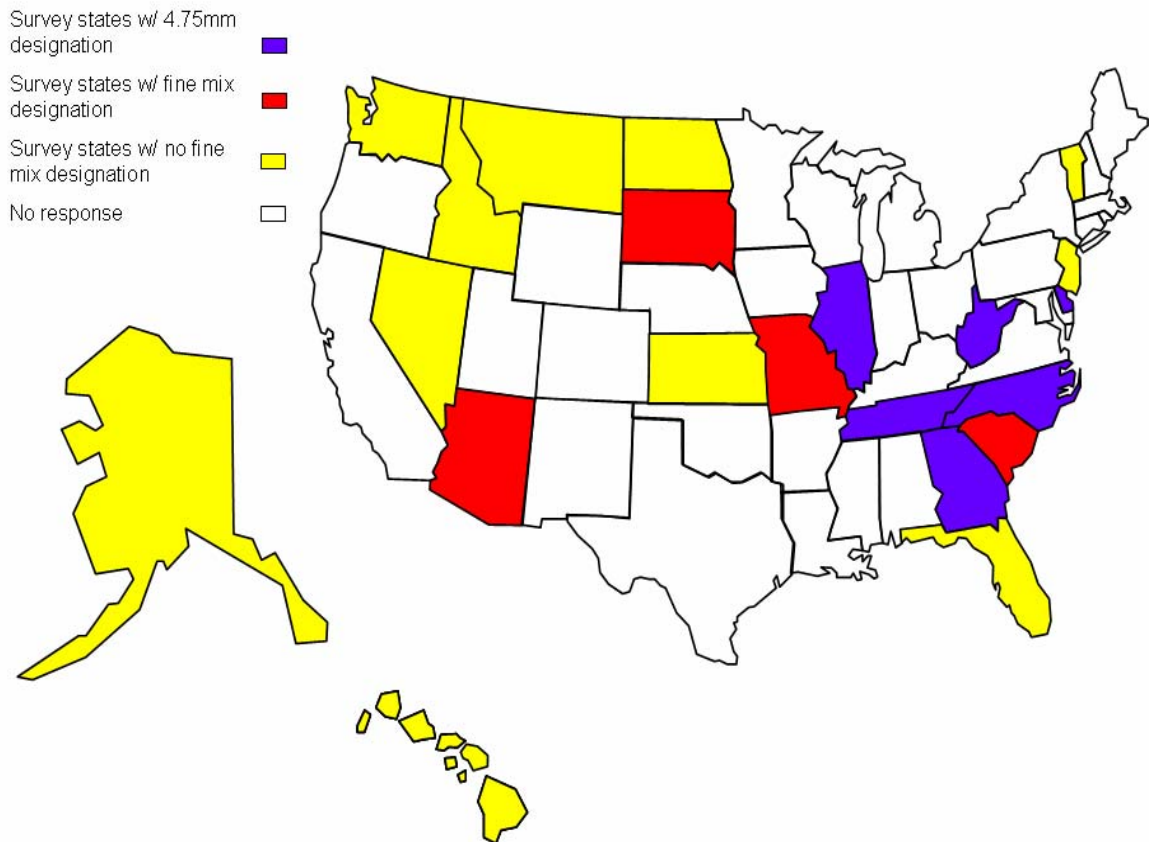 Survey states w/ 4.75mm
designation
Survey states w/ fine mix
designation
Survey states w/ no fine
mix designation
No response